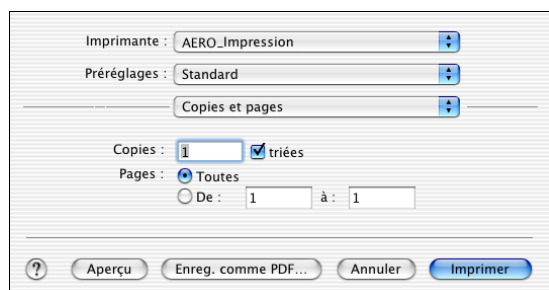 Imprimante : AERO_Impression
Préréglages : Standard
Copies et pages
Copies : 1 triées
Pages : Toutes
De : 1 à : 1
? Aperçu Enreg. comme PDF... Annuler Imprimer